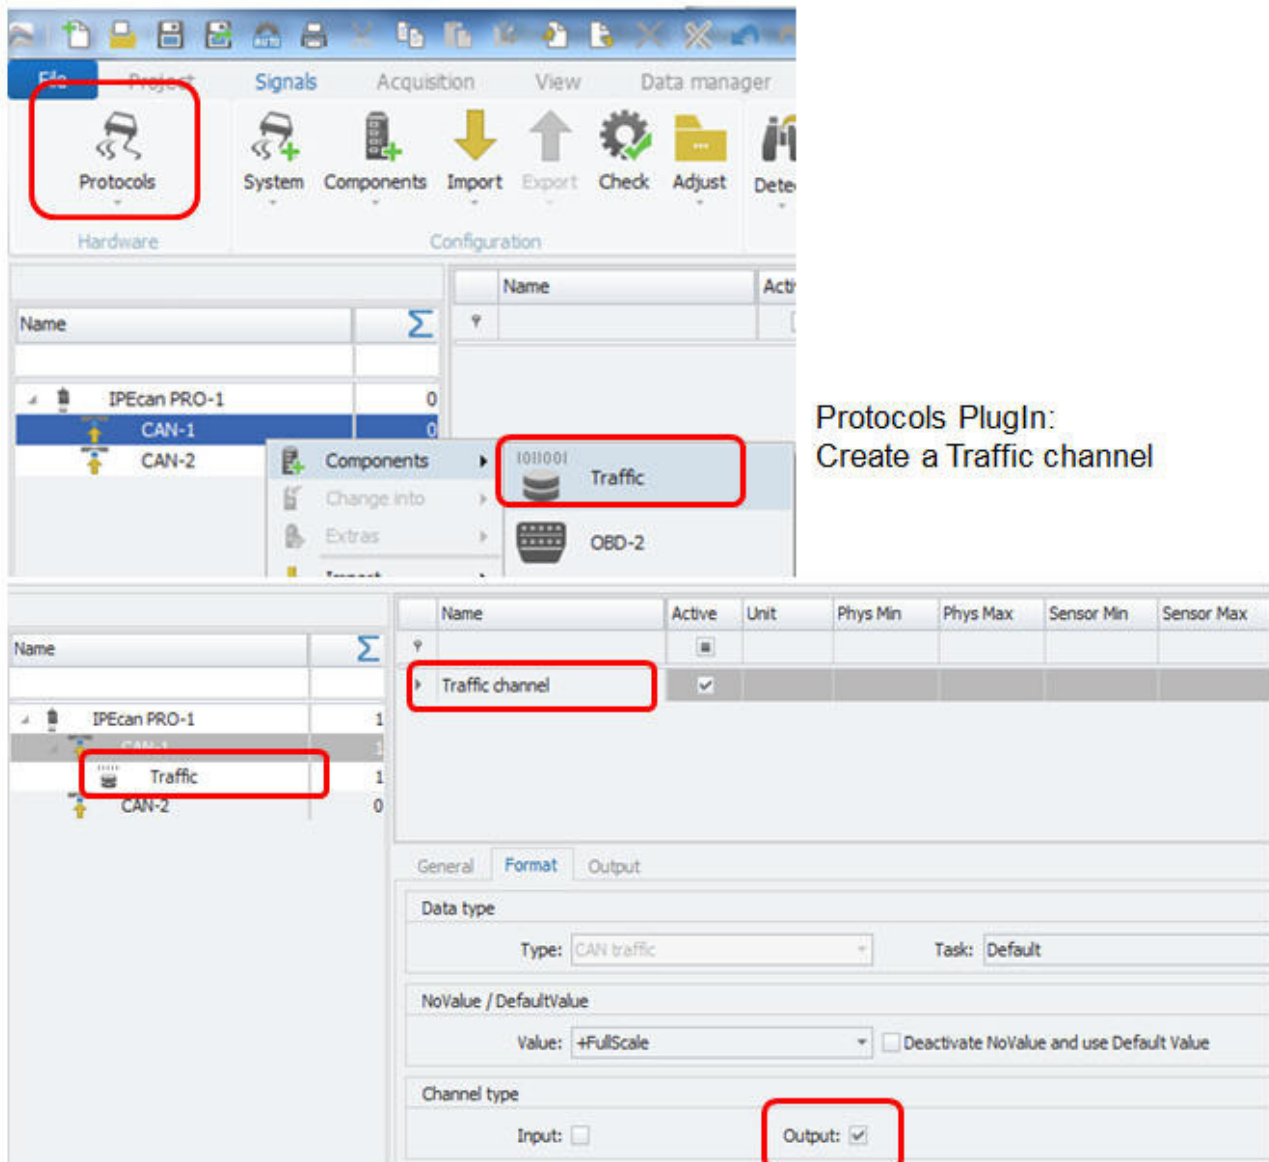 File Project Signals Acquisition View Data manager
Protocols System Components Import Export Check Adjust
Hardware Configuration
Name
Name Σ
IPEcan PRO-1 0
CAN-1 0
CAN-2
Components
Change into
Extras
Import
1011001
Traffic
OBD-2
Protocols PlugIn:
Create a Traffic channel
Name Active Unit Phys Min Phys Max Sensor Min Sensor Max
Name Σ
Traffic channel
IPEcan PRO-1 1
CAN-1 1
Traffic 1
CAN-2 0
General Format Output
Data type
Type: CAN traffic Task: Default
NoValue / DefaultValue
Value: +FullScale Deactivate NoValue and use Default Value
Channel type
Input: Output: